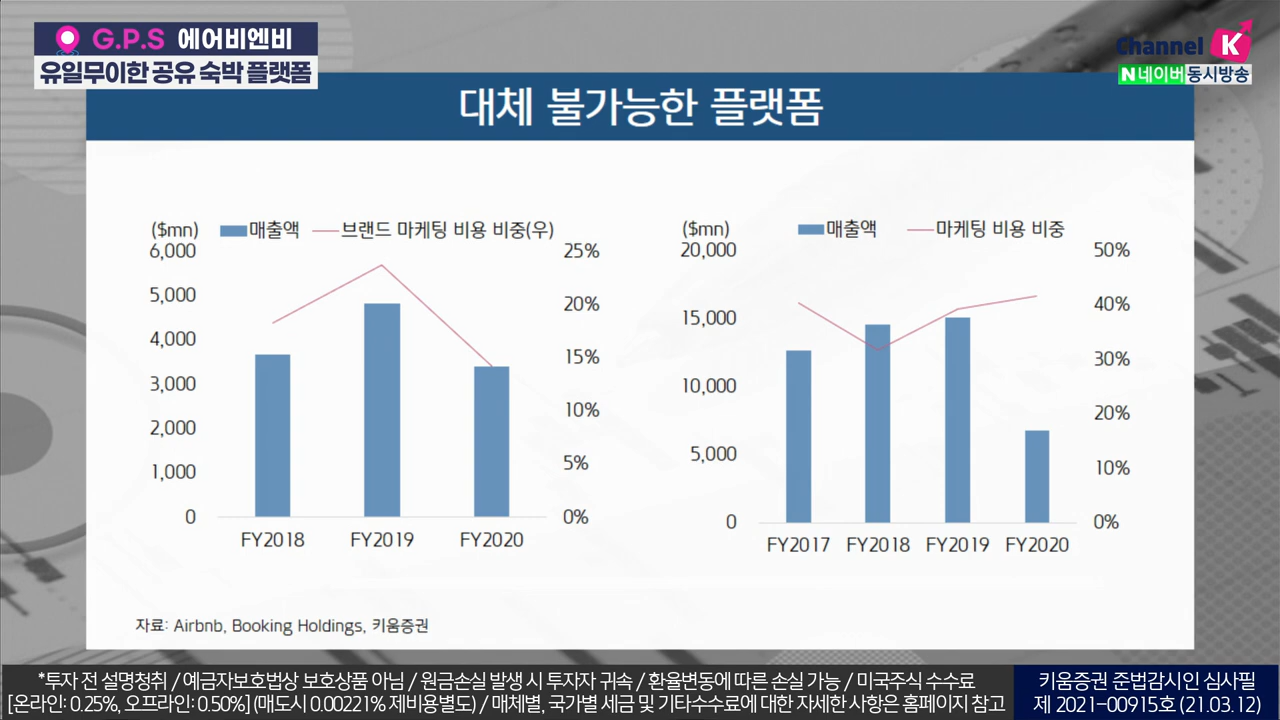 G.P.S 에어비엔비
유일무이한 공유 숙박 플랫폼
Channel K
N 네이버 동시방송
대체 불가능한 플랫폼
($mn) 매출액 브랜드 마케팅 비용 비중(우)
6,000 25%
5,000 20%
4,000 15%
3,000 10%
2,000 5%
1,000 0%
0
FY2018 FY2019 FY2020
($mn) 매출액 마케팅 비용 비중
20,000 50%
15,000 40%
10,000 30%
5,000 20%
0 10%
0%
FY2017 FY2018 FY2019 FY2020
자료: Airbnb, Booking Holdings, 키움증권
*투자 전 설명청취 / 예금자보호법상 보호상품 아님 / 원금손실 발생 시 투자자 귀속 / 환율변동에 따른 손실 가능 / 미국주식 수수료
[온라인: 0.25%, 오프라인: 0.50%] (매도시 0.00221% 제비용별도) / 매체별, 국가별 세금 및 기타수수료에 대한 자세한 사항은 홈페이지 참고
키움증권 준법감시인 심사필
제 2021-00915호 (21.03.12)